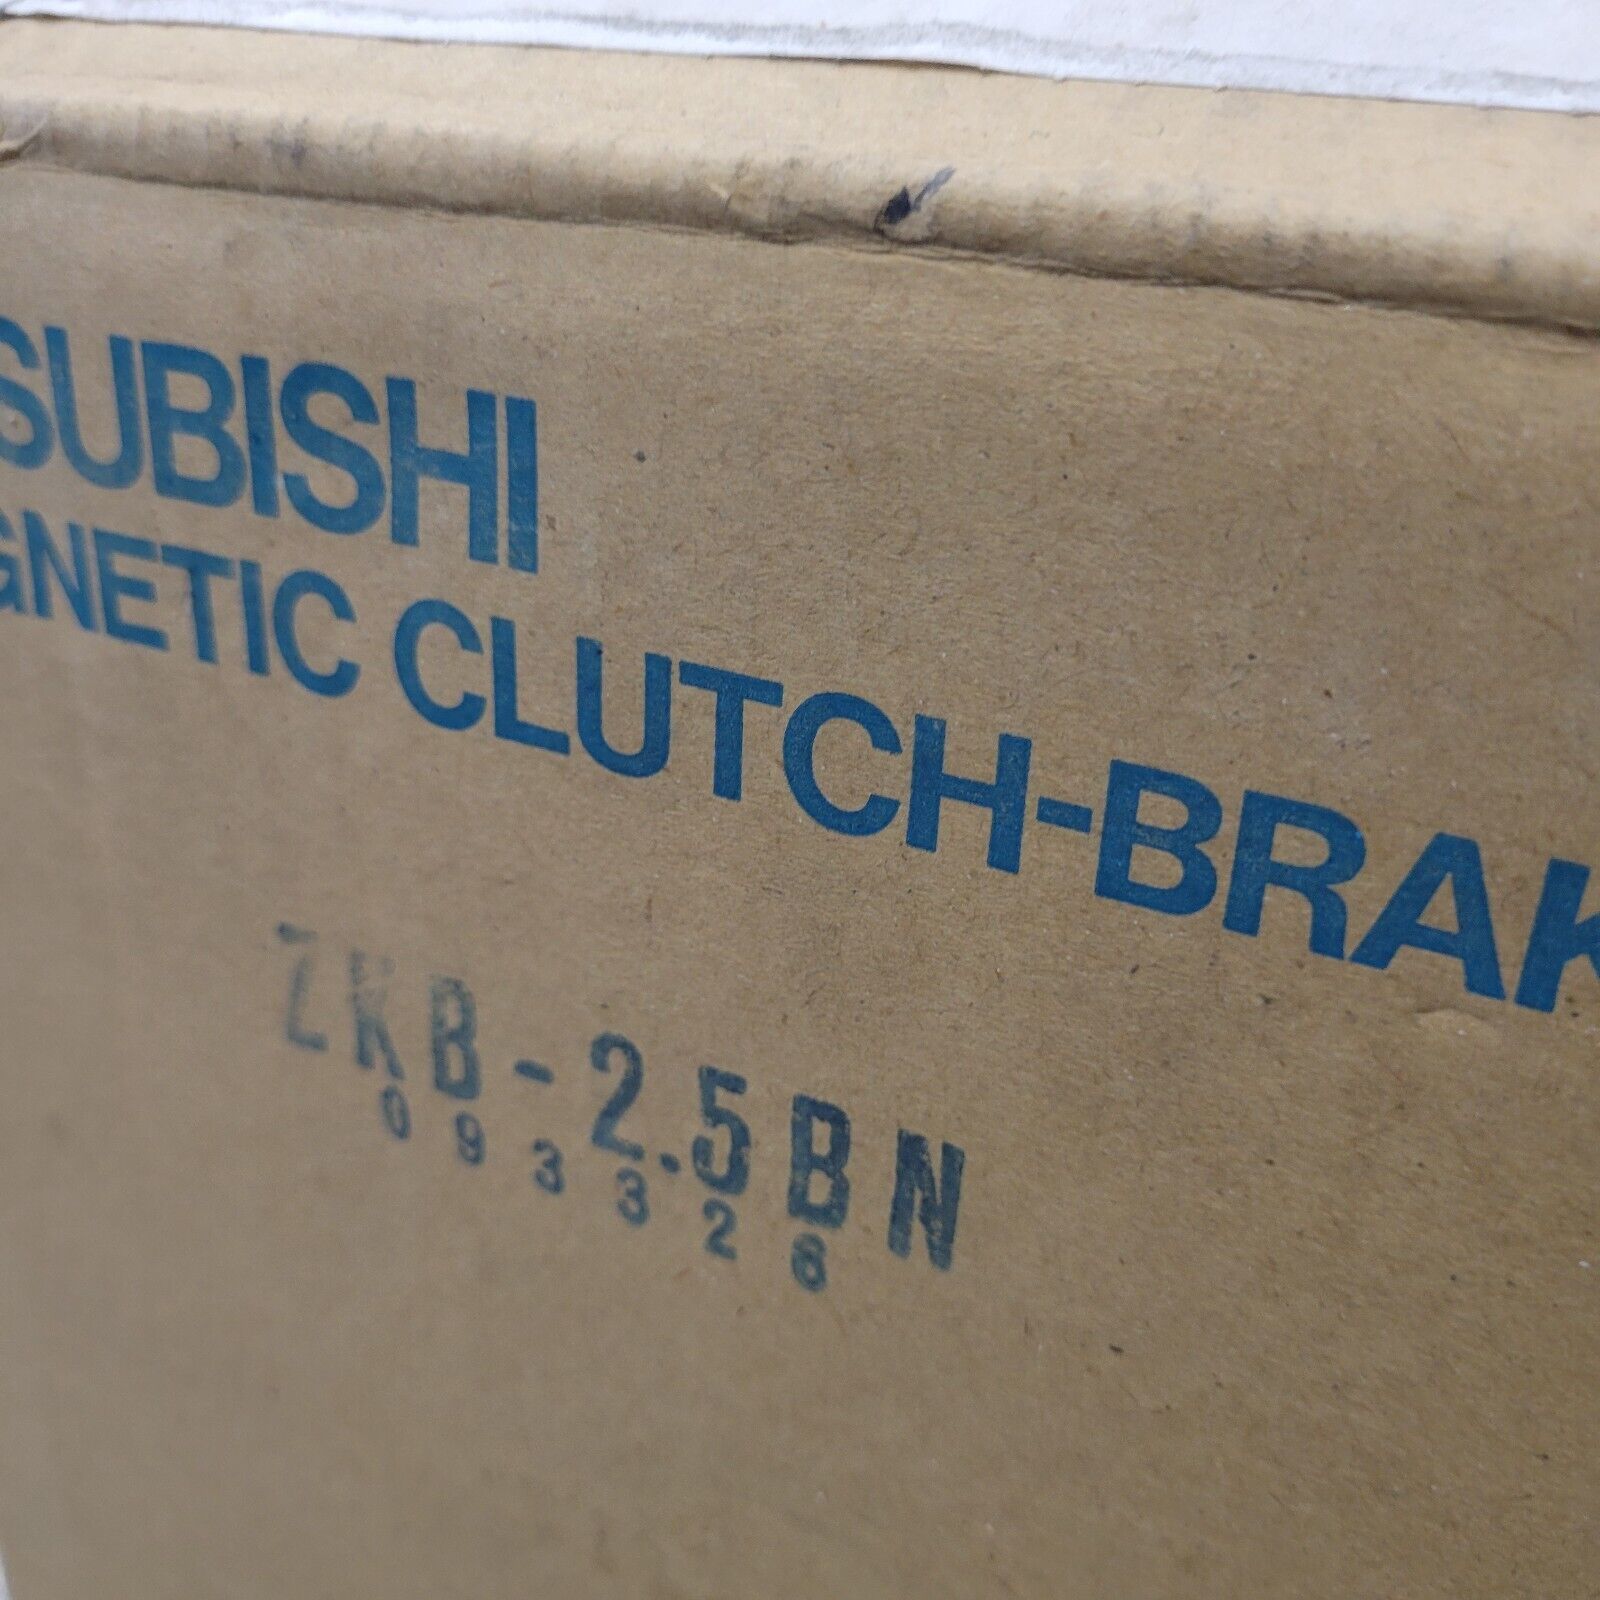 SUBISHI
GNETIC CLUTCH-BRAK
ZKB-2.5BN
093326